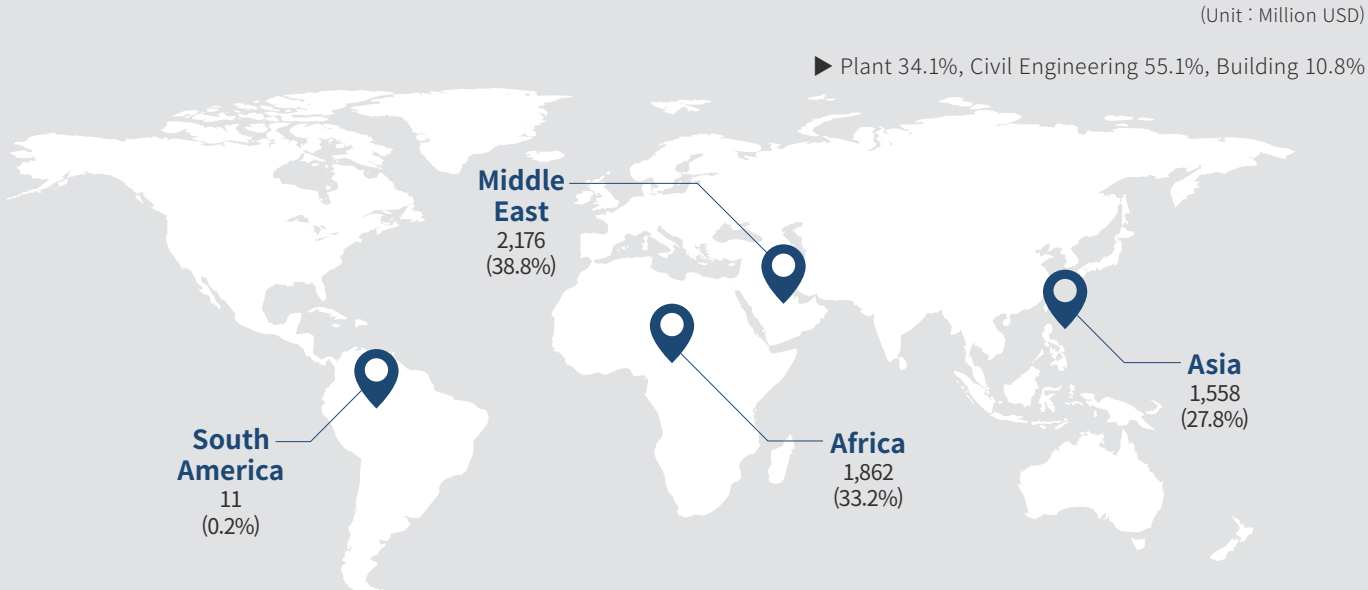 (Unit : Million USD)
▶ Plant 34.1%, Civil Engineering 55.1%, Building 10.8%
Middle
East
2,176
(38.8%)
Asia
1,558
(27.8%)
Africa
1,862
(33.2%)
South
America
11
(0.2%)